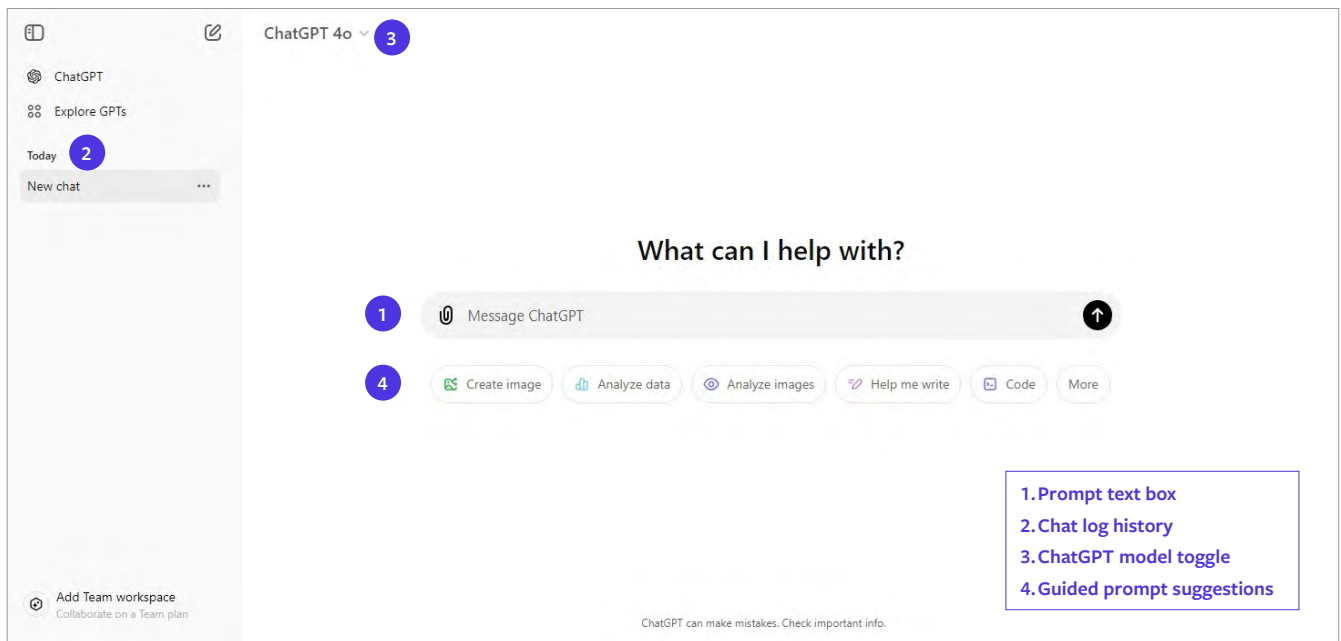 ChatGPT 4o
3
ChatGPT
Explore GPTs
Today
2
New chat
What can I help with?
1
Message ChatGPT
4
Create image
Analyze data
Analyze images
Help me write
Code
More
1. Prompt text box
2. Chat log history
3. ChatGPT model toggle
4. Guided prompt suggestions
Add Team workspace
Collaborate on a Team plan
ChatGPT can make mistakes. Check important info.